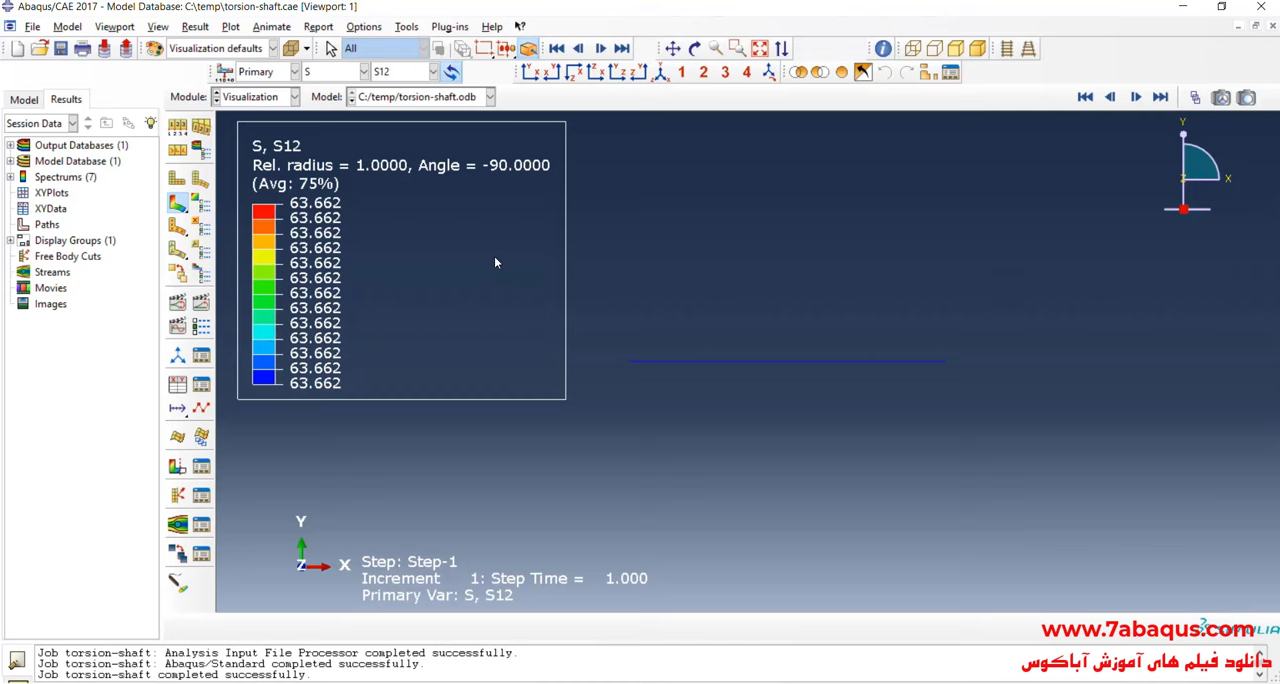 Abaqus/CAE 2017 - Model Database: C:\temp\torsion-shaft.cae [Viewport: 1]
File Model Viewport View Result Plot Animate Report Options Tools Plug-ins Help
Visualization defaults All
Primary S S12 1 2 3 4
Model Results Module: Visualization Model: C:/temp/torsion-shaft.odb
Session Data
Output Databases (1)
Model Database (1)
Spectrums (7)
XYPlots
XYData
Paths
Display Groups (1)
Free Body Cuts
Streams
Movies
Images
S, S12
Rel. radius = 1.0000, Angle = -90.0000
(Avg: 75%)
63.662
63.662
63.662
63.662
63.662
63.662
63.662
63.662
63.662
63.662
63.662
63.662
63.662
Y
Z X
Y
Z X
Step: Step-1
Increment 1: Step Time = 1.000
Primary Var: S, S12
www.7abaqus.com
دانلود فیلم های آموزش آباکوس
Job torsion-shaft: Analysis Input File Processor completed successfully.
Job torsion-shaft: Abaqus/Standard completed successfully.
Job torsion-shaft completed successfully.